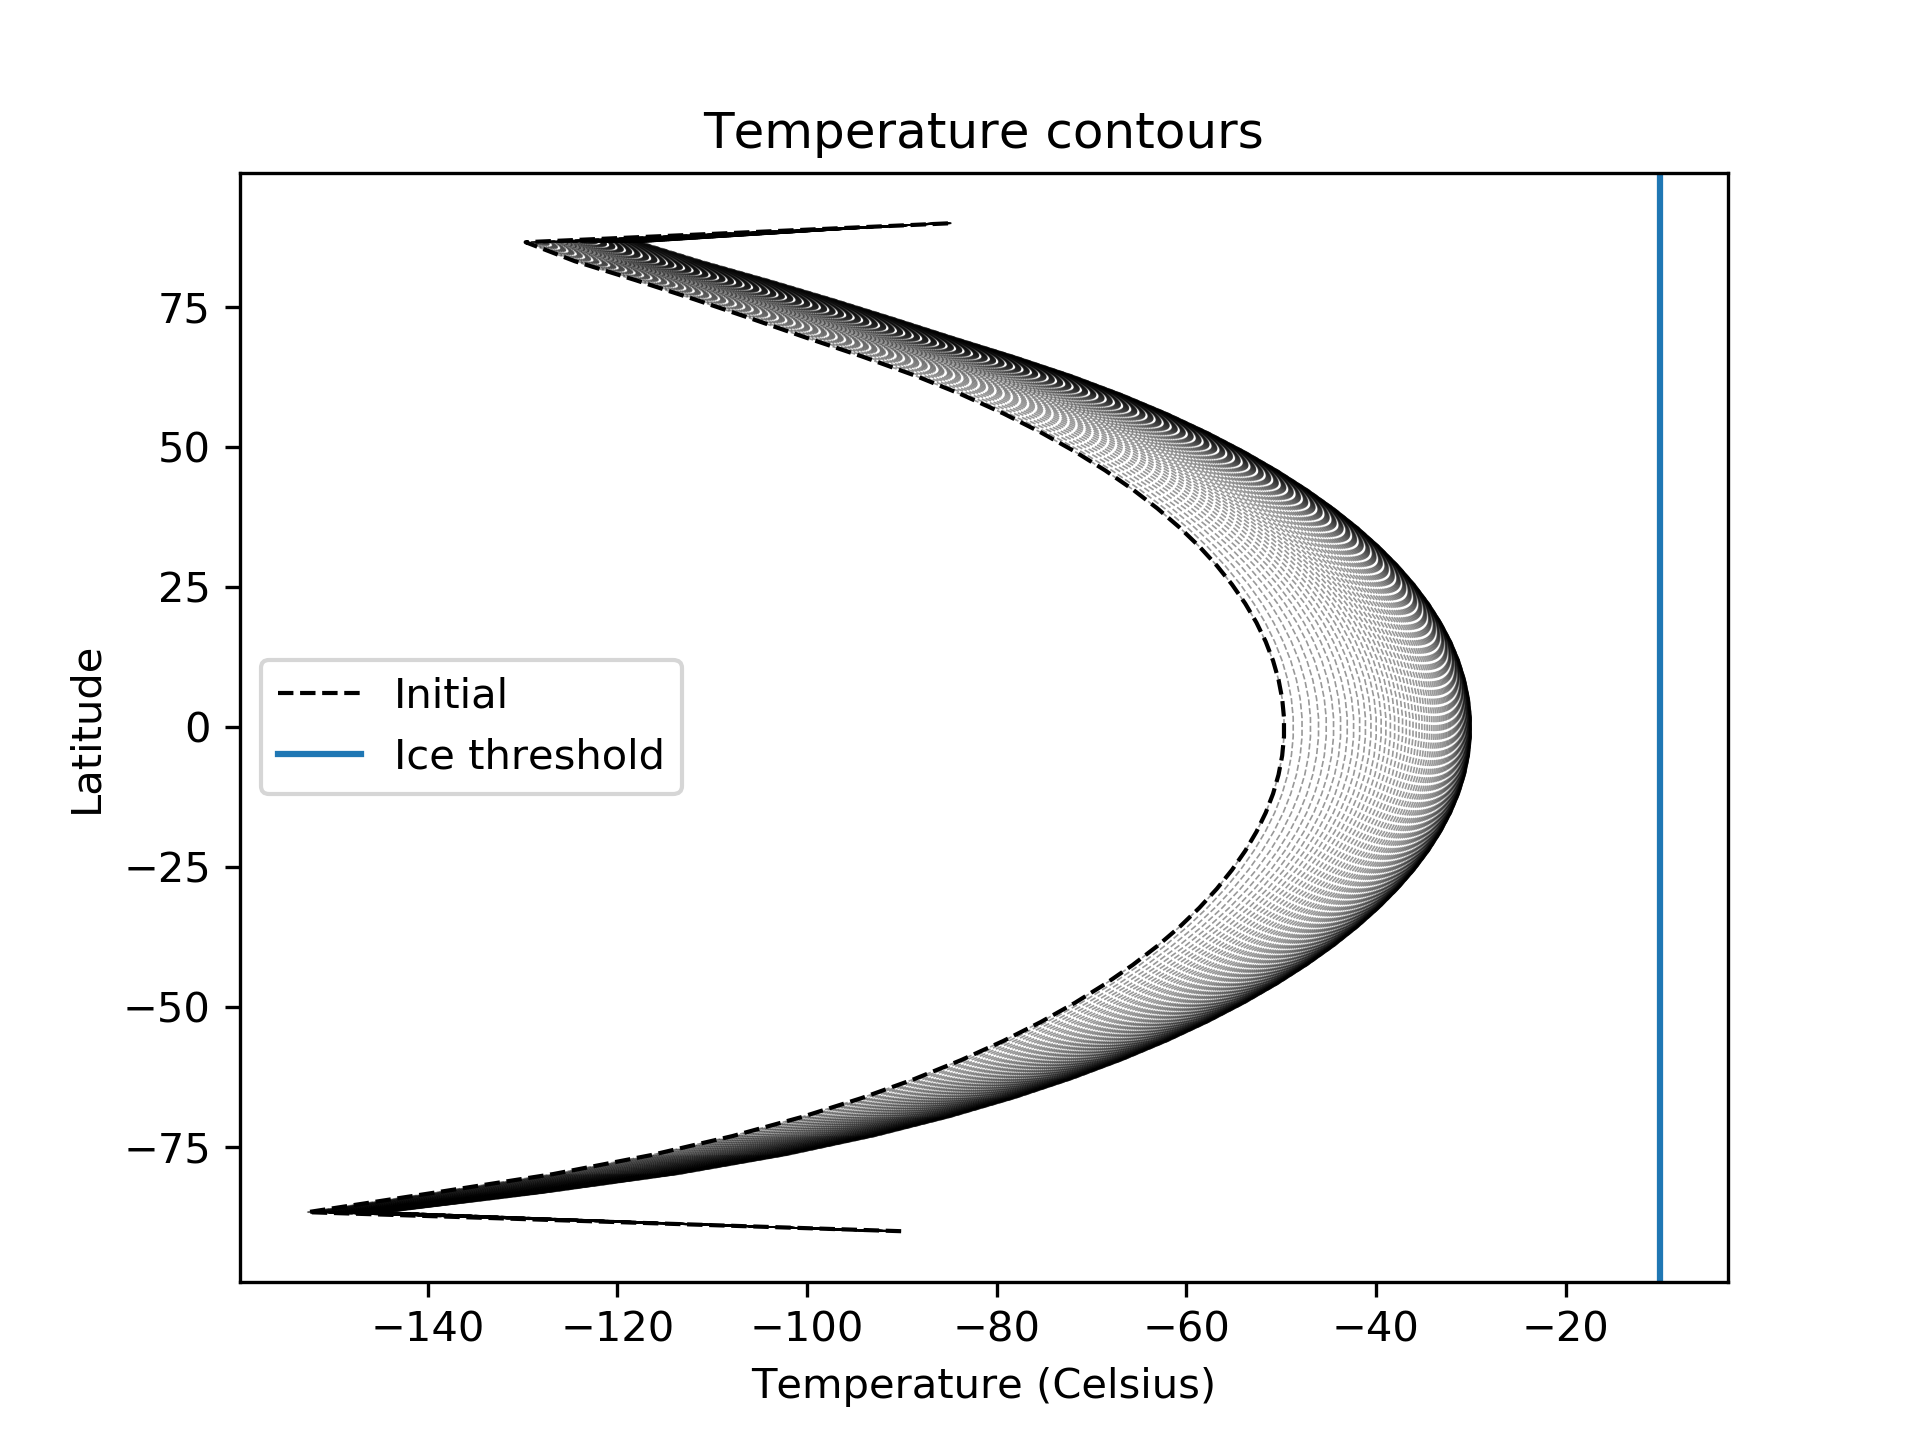 Temperature contours
75
50
25
0
−25
−50
−75
Latitude
Initial
Ice threshold
−140 −120 −100 −80 −60 −40 −20
Temperature (Celsius)